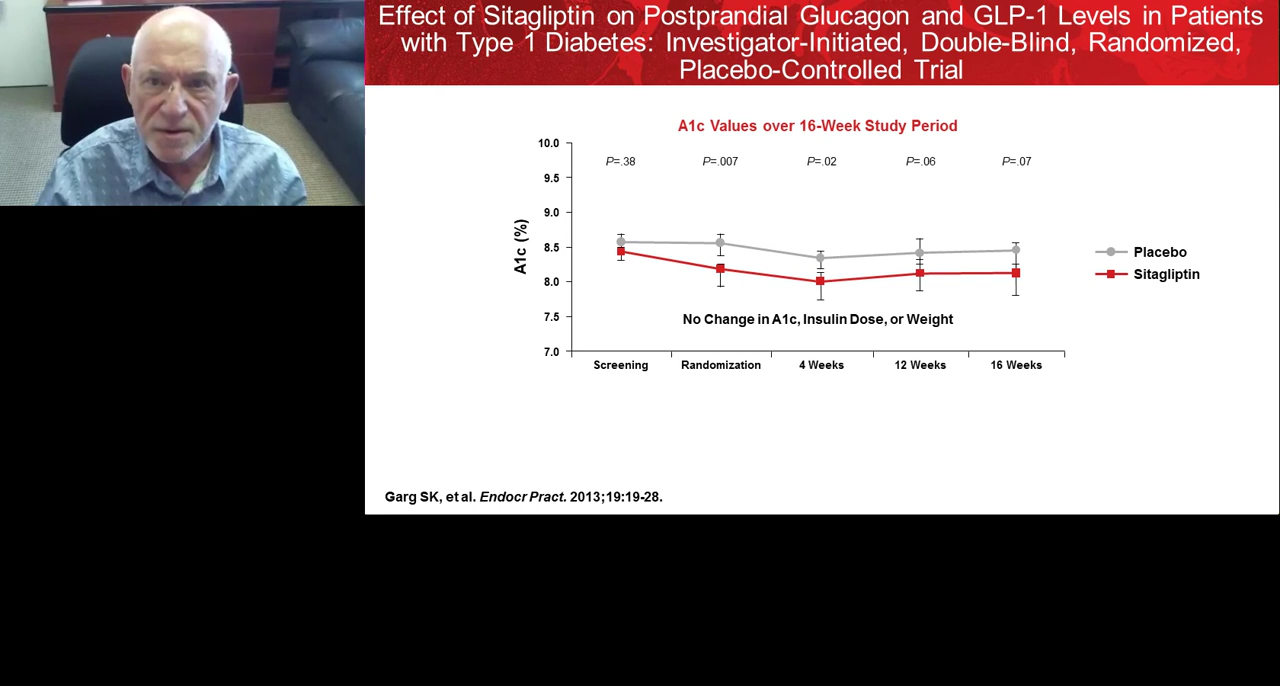 Effect of Sitagliptin on Postprandial Glucagon and GLP-1 Levels in Patients
with Type 1 Diabetes: Investigator-Initiated, Double-Blind, Randomized,
Placebo-Controlled Trial
A1c Values over 16-Week Study Period
10.0
9.5
9.0
8.5
8.0
7.5
7.0
A1c (%)
P=.38
P=.007
P=.02
P=.06
P=.07
Placebo
Sitagliptin
No Change in A1c, Insulin Dose, or Weight
Screening
Randomization
4 Weeks
12 Weeks
16 Weeks
Garg SK, et al. Endocr Pract. 2013;19:19-28.